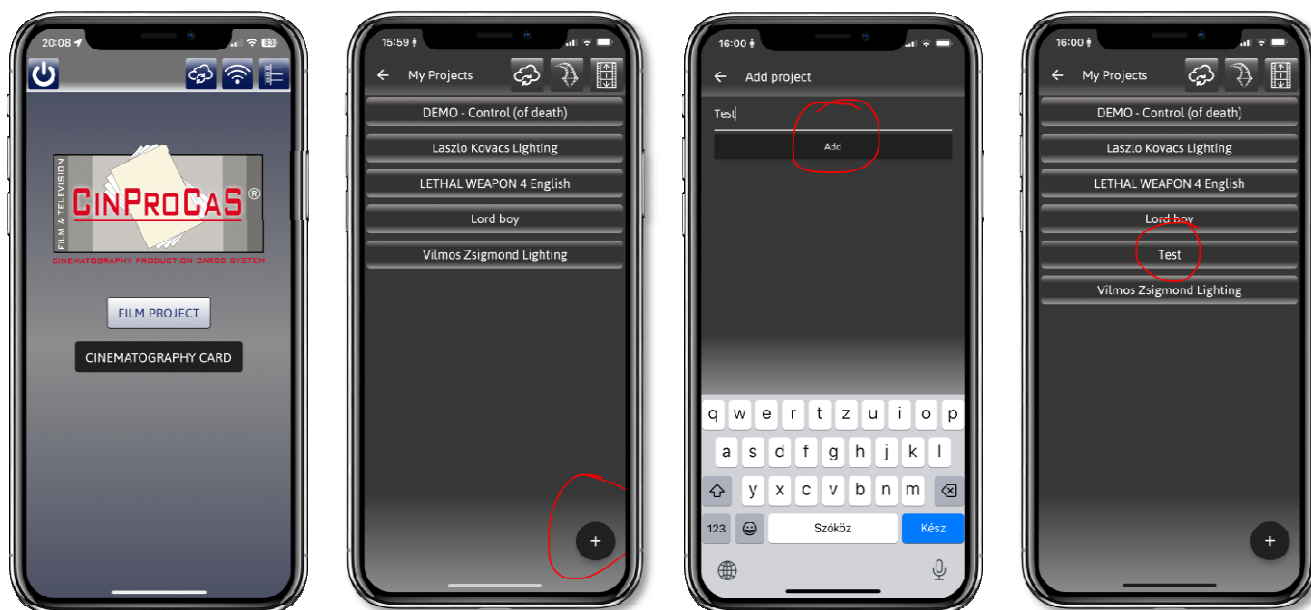 20:08
83
FILM & TELEVISION
CINPROCAS ®
CINEMATOGRAPHY PRODUCTION CARDS SYSTEM
FILM PROJECT
CINEMATOGRAPHY CARD
15:59
My Projects
DEMO - Control (of death)
Laszlo Kovacs Lighting
LETHAL WEAPON 4 English
Lord boy
Vilmos Zsigmond Lighting
+
16:00
Add project
Test
Add
q w e r t z u i o p
a s d f g h j k l
y x c v b n m
123 Szóköz Kész
16:00
My Projects
DEMO - Control (of death)
Laszlo Kovacs Lighting
LETHAL WEAPON 4 English
Lord boy
Test
Vilmos Zsigmond Lighting
+